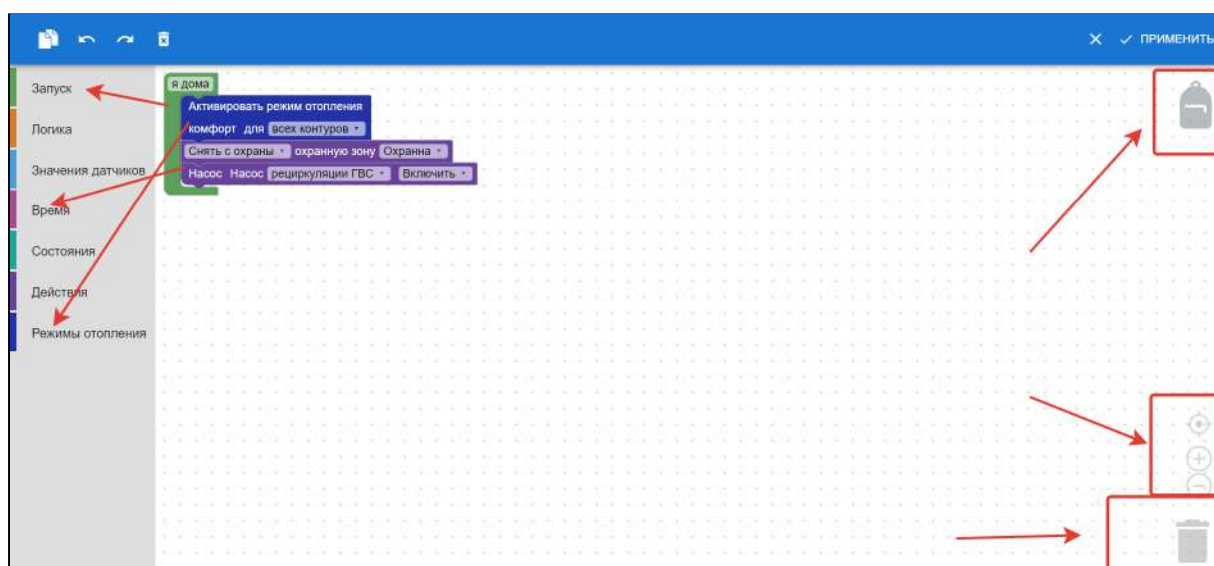 ПРИМЕНИТЬ
Запуск
Логика
Значения датчиков
Время
Состояния
Действия
Режимы отопления
я дома
Активировать режим отопления
комфорт для всех контуров
Снять с охраны охранную зону Охранна
Насос Насос рециркуляции ГВС Включить